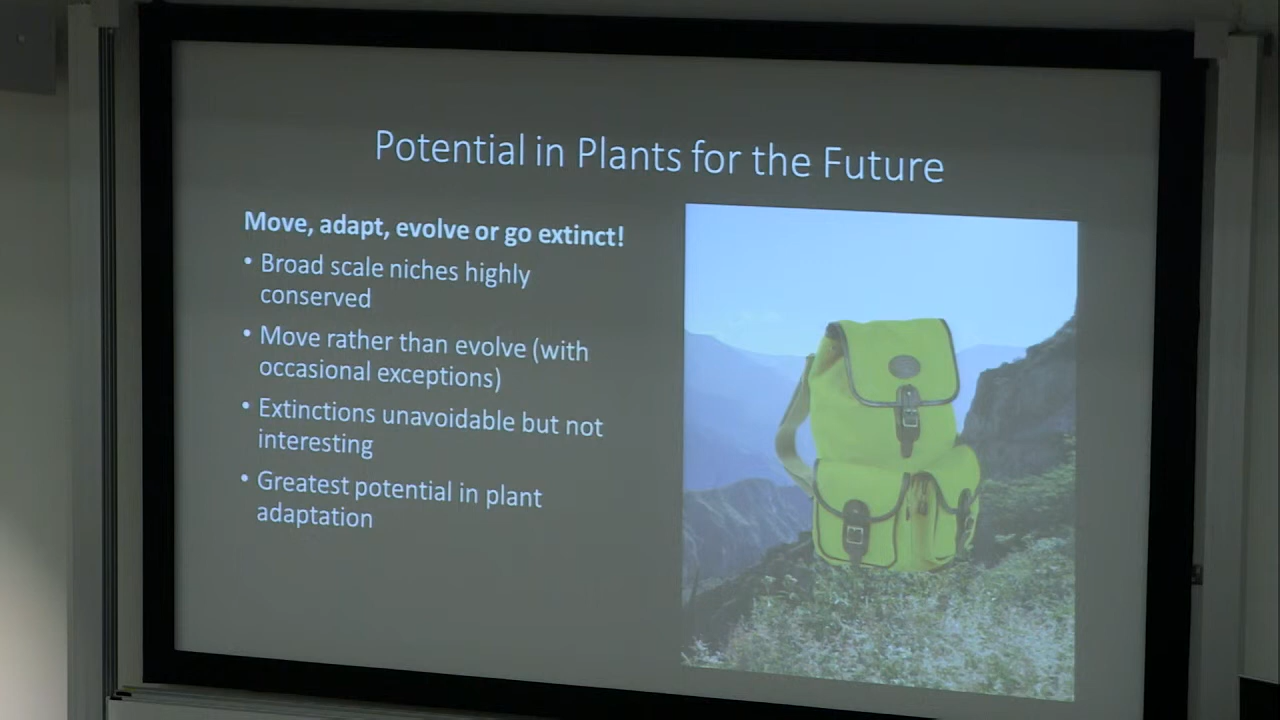 Potential in Plants for the Future
Move, adapt, evolve or go extinct!
• Broad scale niches highly
conserved
• Move rather than evolve (with
occasional exceptions)
• Extinctions unavoidable but not
interesting
• Greatest potential in plant
adaptation